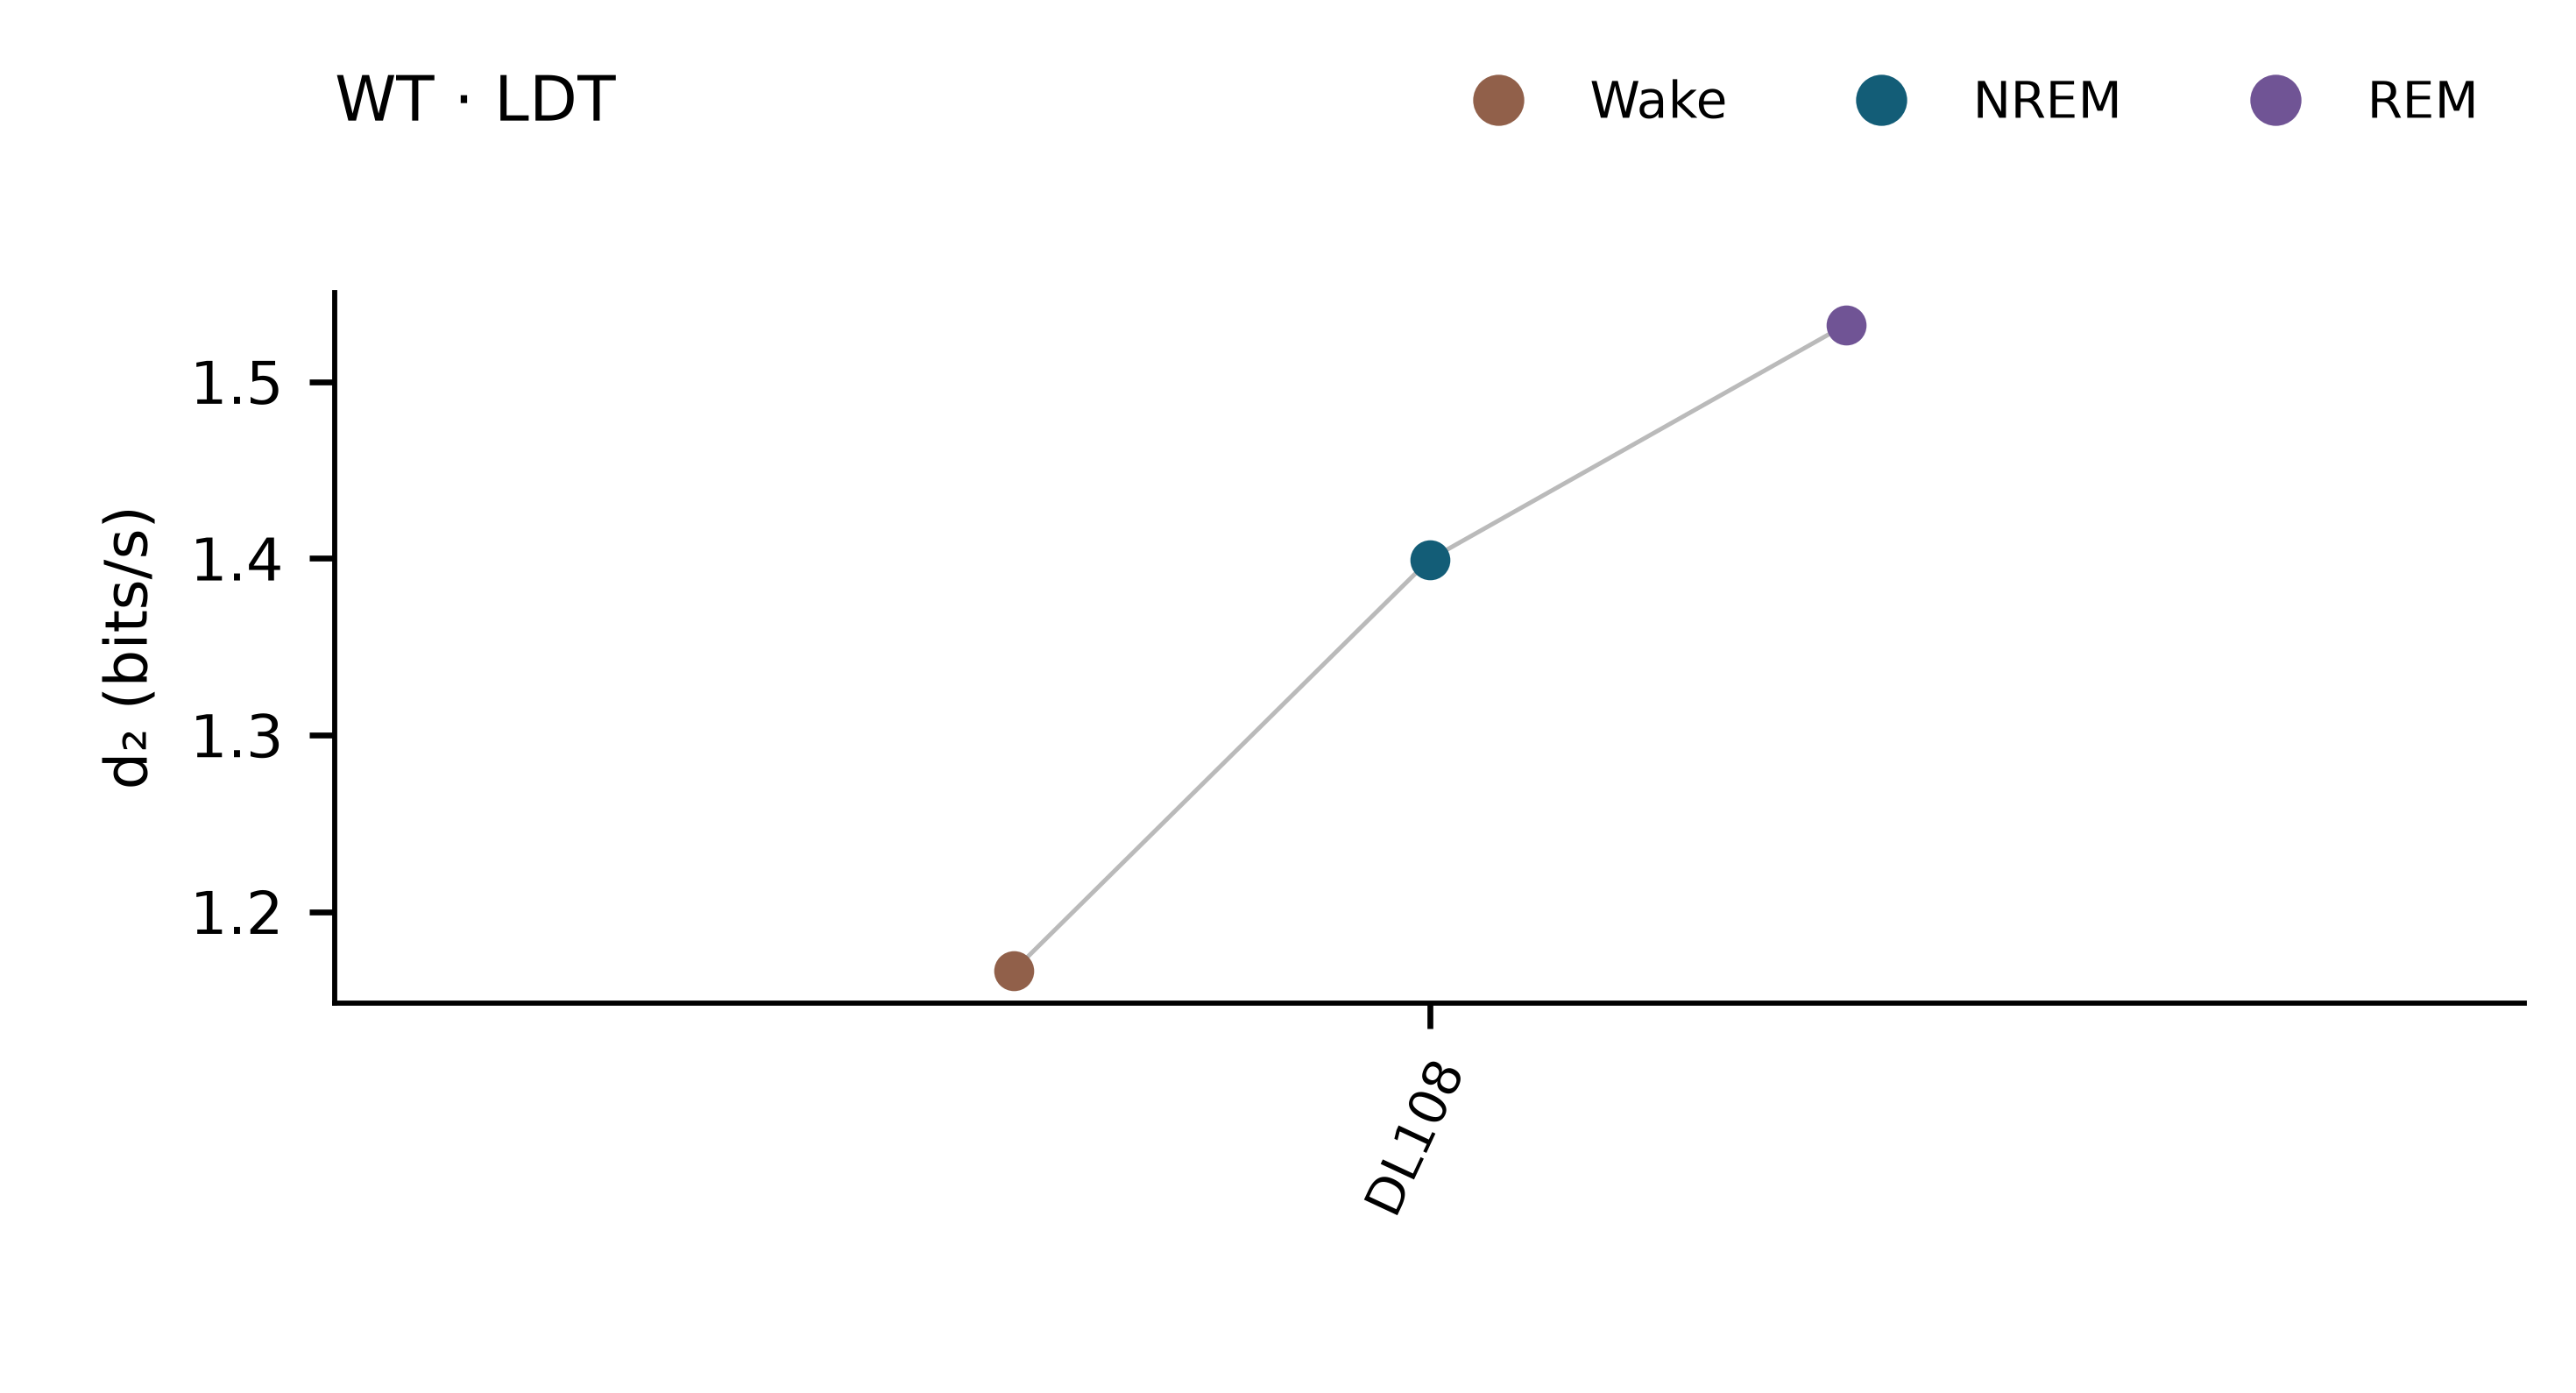 WT · LDT
Wake
NREM
REM
d₂ (bits/s)
1.5
1.4
1.3
1.2
DL108